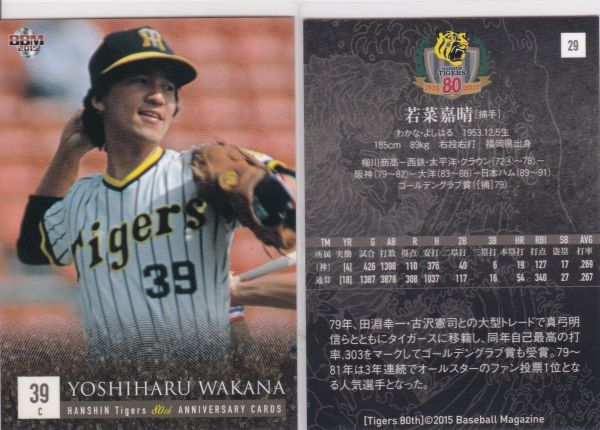 BBM
2015
H
Tigers
39
39
C
YOSHIHARU WAKANA
HANSHIN Tigers 80th ANNIVERSARY CARDS
29
HANSHIN
TIGERS
1935 80 2015
若菜嘉晴[捕手]
わかな・よしはる 1953.12.5生
185cm 89kg 右投右打 福岡県出身
柳川商高−西鉄・太平洋・クラウン(72④〜78)−
阪神(79〜82)−大洋(83〜88)−日本ハム(89〜91)
ゴールデングラブ賞([捕]79)
TM YR G AB R H 2B 3B HR RBI SB AVG
所属 実働 試合 打数 得点 安打 二塁打 三塁打 本塁打 打点 盗塁 打率
(神) [4] 426 1398 110 376 40 6 19 127 17 .269
通算 [18] 1387 3878 308 1037 116 13 54 340 27 .267
79年、田淵幸一・古沢憲司との大型トレードで真弓明
信らとともにタイガースに移籍し、同年自己最高の打
率.303をマークしてゴールデングラブ賞も受賞。79〜
81年は3年連続でオールスターのファン投票1位とな
る人気選手となった。
[Tigers 80th]©2015 Baseball Magazine